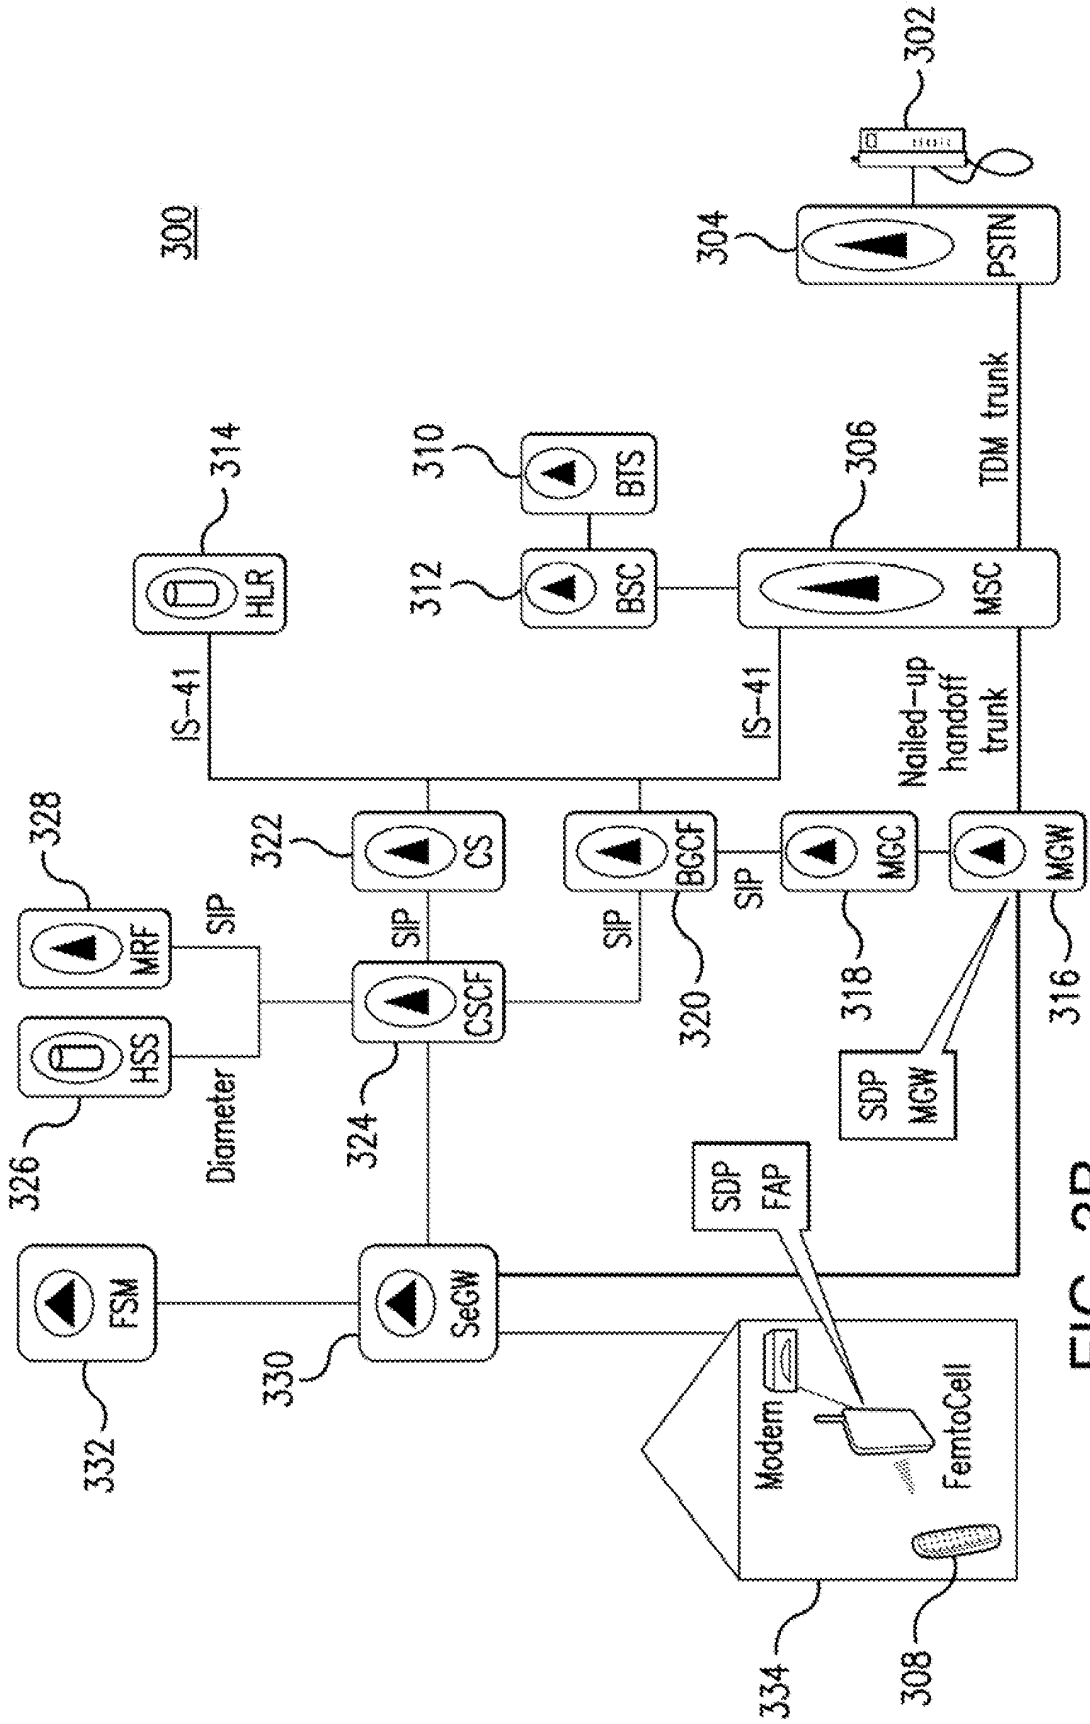 326
328
332
FSM
HSS
MRF
300
Diameter
SIP
IS-41
HLR
314
330
324
322
SeGW
CSCF
SIP
CS
312
310
BSC
BTS
SIP
320
BGCF
SDP
FAP
SIP
IS-41
304
334
Modem
318
MGC
306
SDP
MGW
308
FemtoCell
Nailed-up
handoff
trunk
MSC
TDM trunk
PSTN
302
316
MGW
FIG